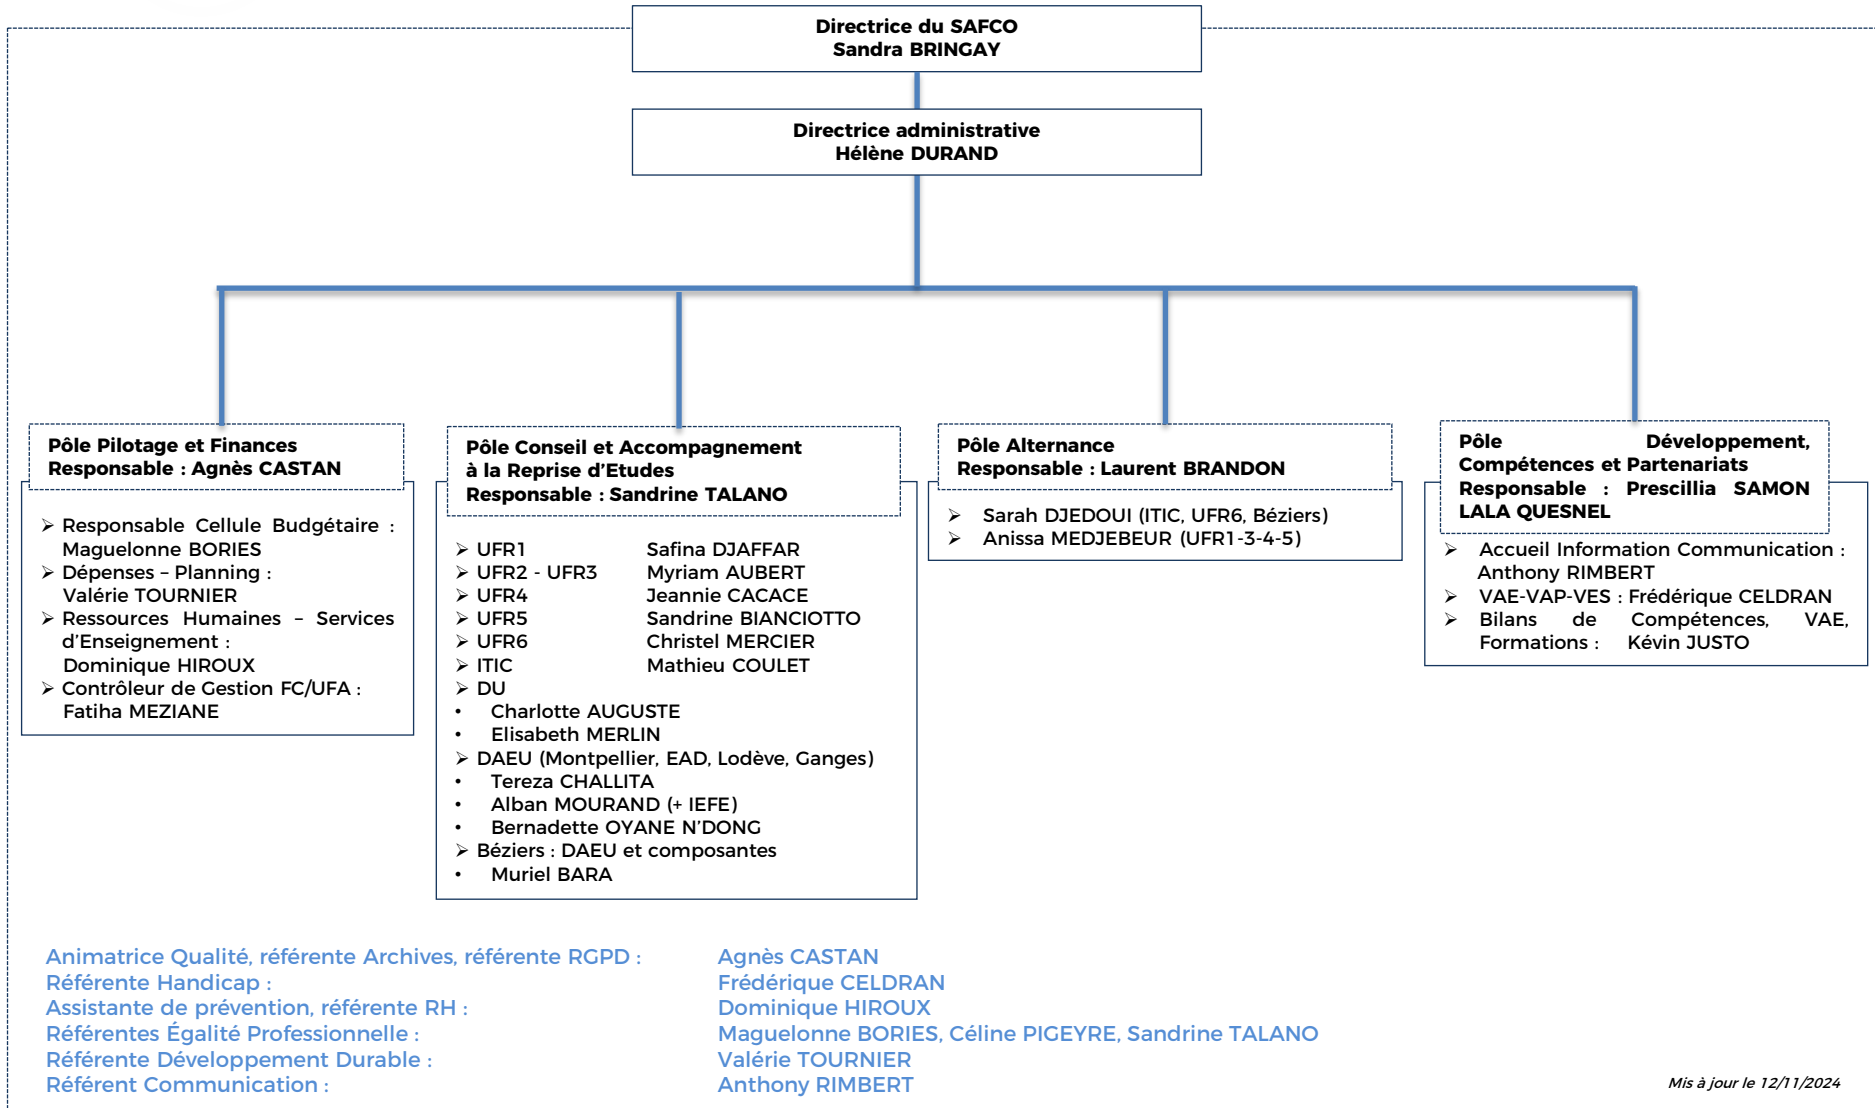 Directrice du SAFCO
Sandra BRINGAY
Directrice administrative
Hélène DURAND
Pôle Pilotage et Finances
Responsable : Agnès CASTAN
➢ Responsable Cellule Budgétaire :
Maguelonne BORIES
➢ Dépenses – Planning :
Valérie TOURNIER
➢ Ressources Humaines – Services
d'Enseignement :
Dominique HIROUX
➢ Contrôleur de Gestion FC/UFA :
Fatiha MEZIANE
Pôle Conseil et Accompagnement
à la Reprise d'Etudes
Responsable : Sandrine TALANO
➢ UFR1 Safina DJAFFAR
➢ UFR2 - UFR3 Myriam AUBERT
➢ UFR4 Jeannie CACACE
➢ UFR5 Sandrine BIANCIOTTO
➢ UFR6 Christel MERCIER
➢ ITIC Mathieu COULET
➢ DU
• Charlotte AUGUSTE
• Elisabeth MERLIN
➢ DAEU (Montpellier, EAD, Lodève, Ganges)
• Tereza CHALLITA
• Alban MOURAND (+ IEFE)
• Bernadette OYANE N'DONG
➢ Béziers : DAEU et composantes
• Muriel BARA
Pôle Alternance
Responsable : Laurent BRANDON
➢ Sarah DJEDOUI (ITIC, UFR6, Béziers)
➢ Anissa MEDJEBEUR (UFR1-3-4-5)
Pôle Développement,
Compétences et Partenariats
Responsable : Prescillia SAMON
LALA QUESNEL
➢ Accueil Information Communication :
Anthony RIMBERT
➢ VAE-VAP-VES : Frédérique CELDRAN
➢ Bilans de Compétences, VAE,
Formations : Kévin JUSTO
Animatrice Qualité, référente Archives, référente RGPD : Agnès CASTAN
Référente Handicap : Frédérique CELDRAN
Assistante de prévention, référente RH : Dominique HIROUX
Référentes Égalité Professionnelle : Maguelonne BORIES, Céline PIGEYRE, Sandrine TALANO
Référente Développement Durable : Valérie TOURNIER
Référent Communication : Anthony RIMBERT
Mis à jour le 12/11/2024